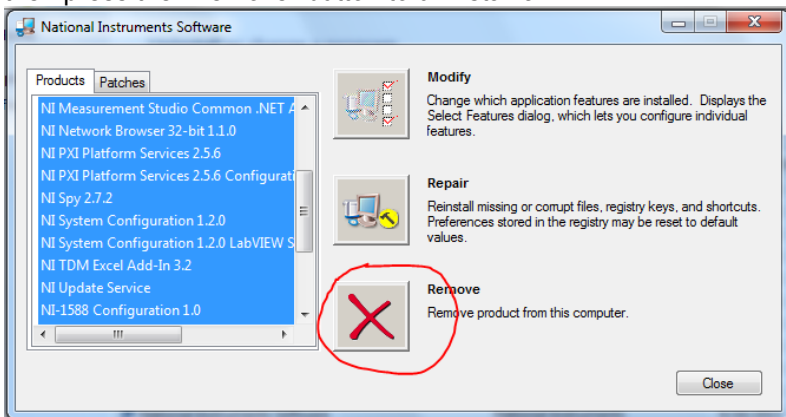 National Instruments Software
Products
Patches
NI Measurement Studio Common .NET
NI Network Browser 32-bit 1.1.0
NI PXI Platform Services 2.5.6
NI PXI Platform Services 2.5.6 Configurati
NI Spy 2.7.2
NI System Configuration 1.2.0
NI System Configuration 1.2.0 LabVIEW S
NI TDM Excel Add-In 3.2
NI Update Service
NI-1588 Configuration 1.0
Modify
Change which application features are installed. Displays the
Select Features dialog, which lets you configure individual
features.
Repair
Reinstall missing or corrupt files, registry keys, and shortcuts.
Preferences stored in the registry may be reset to default
values.
Remove
Remove product from this computer.
Close